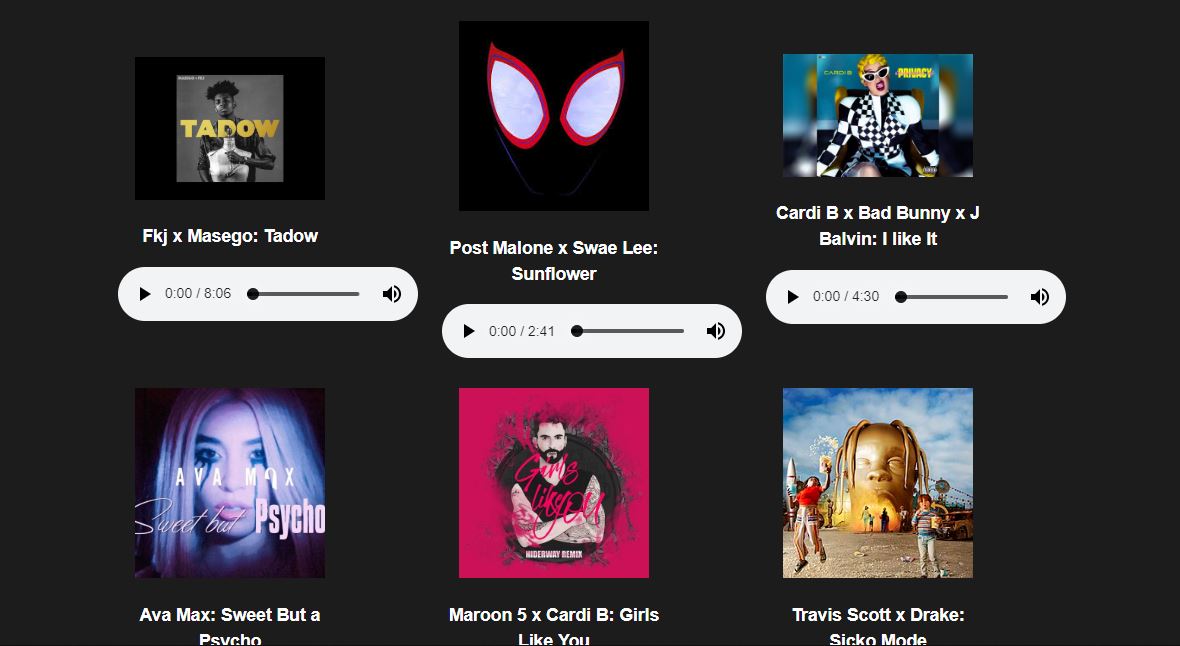 MASEGO • FKJ
TADOW
Fkj x Masego: Tadow
0:00 / 8:06
Post Malone x Swae Lee:
Sunflower
0:00 / 2:41
CARDI B
PRIVACY
Cardi B x Bad Bunny x J
Balvin: I like It
0:00 / 4:30
AVA MAX
Sweet but Psycho
Ava Max: Sweet But a
Psycho
Girls
like you
HIDERWAY REMIX
Maroon 5 x Cardi B: Girls
Like You
Travis Scott x Drake:
Sicko Mode